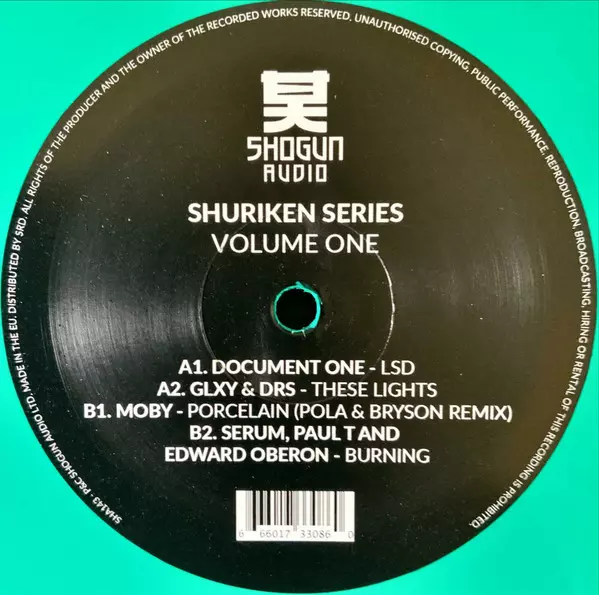 昊
SHOGUN
AUDIO
SHURIKEN SERIES
VOLUME ONE
A1. DOCUMENT ONE - LSD
A2. GLXY & DRS - THESE LIGHTS
B1. MOBY - PORCELAIN (POLA & BRYSON REMIX)
B2. SERUM, PAUL T AND
EDWARD OBERON - BURNING
6 66017 33086 0
SHA143 - P&C SHOGUN AUDIO LTD. MADE IN THE EU. DISTRIBUTED BY SRD. ALL RIGHTS OF THE PRODUCER AND THE OWNER OF THE RECORDED WORKS RESERVED. UNAUTHORISED COPYING, PUBLIC PERFORMANCE, REPRODUCTION, BROADCASTING, HIRING OR RENTAL OF THIS RECORDING IS PROHIBITED.